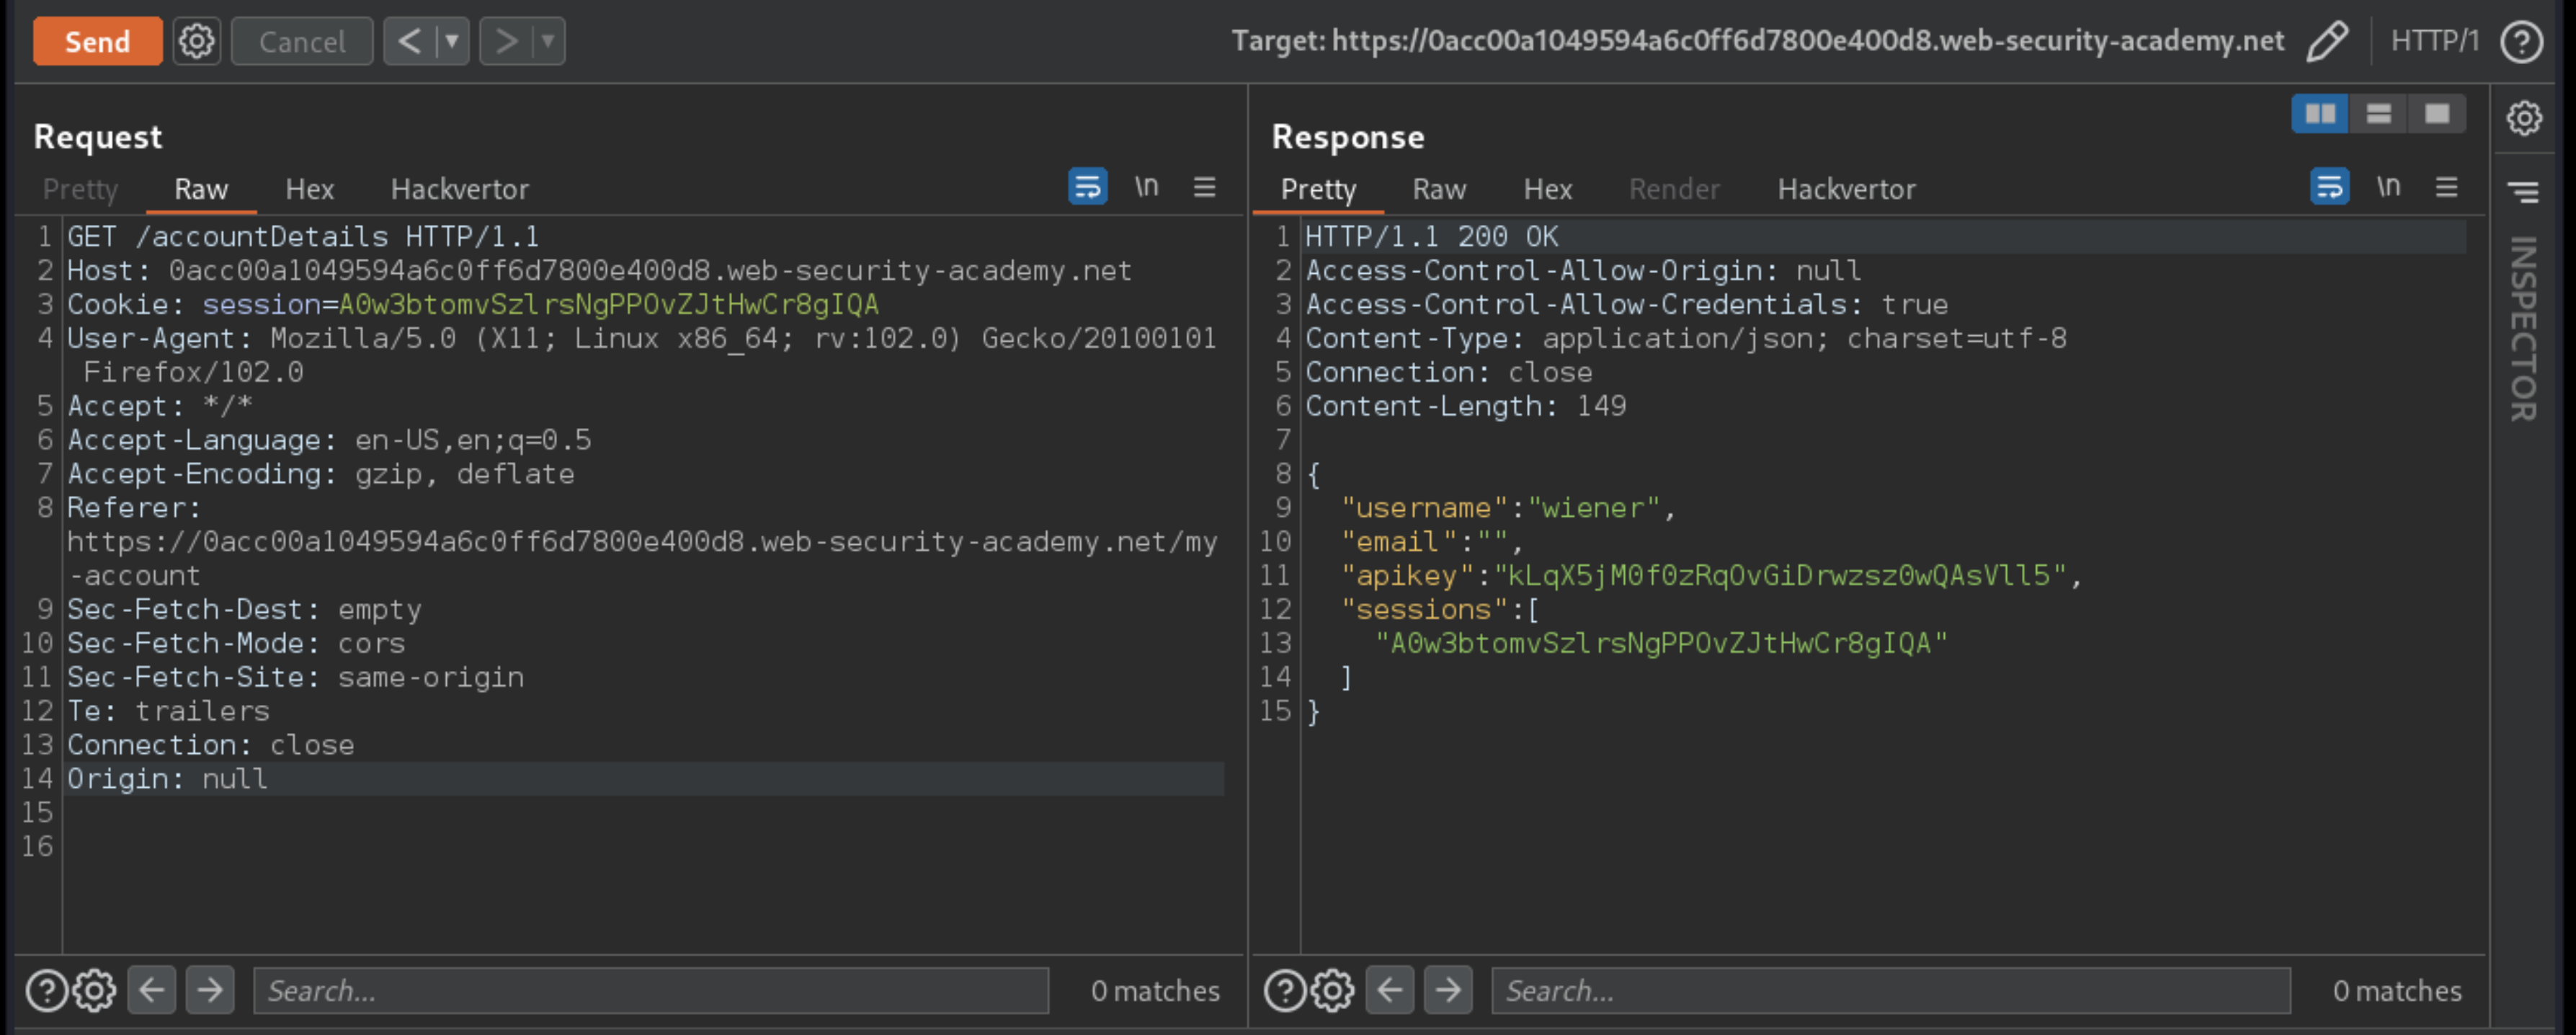 Send
Cancel
Target: https://0acc00a1049594a6c0ff6d7800e400d8.web-security-academy.net
HTTP/1
Request
Pretty Raw Hex Hackvertor
\n
1 GET /accountDetails HTTP/1.1
2 Host: 0acc00a1049594a6c0ff6d7800e400d8.web-security-academy.net
3 Cookie: session=A0w3btomvSzlrsNgPPOvZJtHwCr8gIQA
4 User-Agent: Mozilla/5.0 (X11; Linux x86_64; rv:102.0) Gecko/20100101
Firefox/102.0
5 Accept: */*
6 Accept-Language: en-US,en;q=0.5
7 Accept-Encoding: gzip, deflate
8 Referer:
https://0acc00a1049594a6c0ff6d7800e400d8.web-security-academy.net/my
-account
9 Sec-Fetch-Dest: empty
10 Sec-Fetch-Mode: cors
11 Sec-Fetch-Site: same-origin
12 Te: trailers
13 Connection: close
14 Origin: null
15
16
Search...
0 matches
Response
Pretty Raw Hex Render Hackvertor
\n
1 HTTP/1.1 200 OK
2 Access-Control-Allow-Origin: null
3 Access-Control-Allow-Credentials: true
4 Content-Type: application/json; charset=utf-8
5 Connection: close
6 Content-Length: 149
7
8 {
9 "username":"wiener",
10 "email":"",
11 "apikey":"kLqX5jM0f0zRqOvGiDrwzsz0wQAsVll5",
12 "sessions":[
13 "A0w3btomvSzlrsNgPPOvZJtHwCr8gIQA"
14 ]
15 }
Search...
0 matches
INSPECTOR